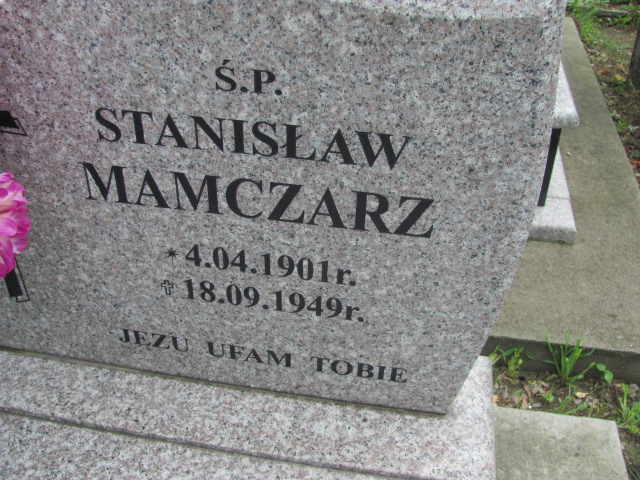 Ś.P.
STANISŁAW
MAMCZARZ
* 4.04.1901r.
✝ 18.09.1949r.
JEZU UFAM TOBIE